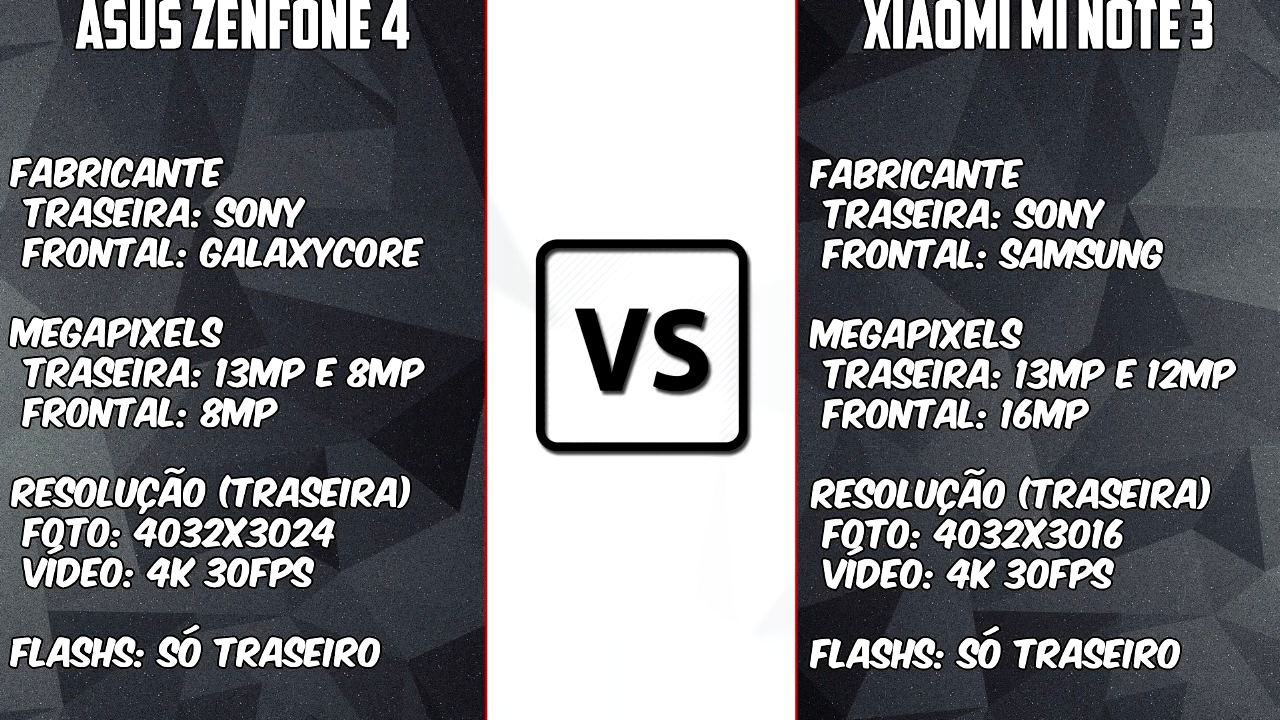 ASUS ZENFONE 4
FABRICANTE
TRASEIRA: SONY
FRONTAL: GALAXYCORE
MEGAPIXELS
TRASEIRA: 13MP E 8MP
FRONTAL: 8MP
RESOLUÇÃO (TRASEIRA)
FOTO: 4032X3024
VÍDEO: 4K 30FPS
FLASHS: SÓ TRASEIRO
VS
XIAOMI MI NOTE 3
FABRICANTE
TRASEIRA: SONY
FRONTAL: SAMSUNG
MEGAPIXELS
TRASEIRA: 13MP E 12MP
FRONTAL: 16MP
RESOLUÇÃO (TRASEIRA)
FOTO: 4032X3016
VÍDEO: 4K 30FPS
FLASHS: SÓ TRASEIRO